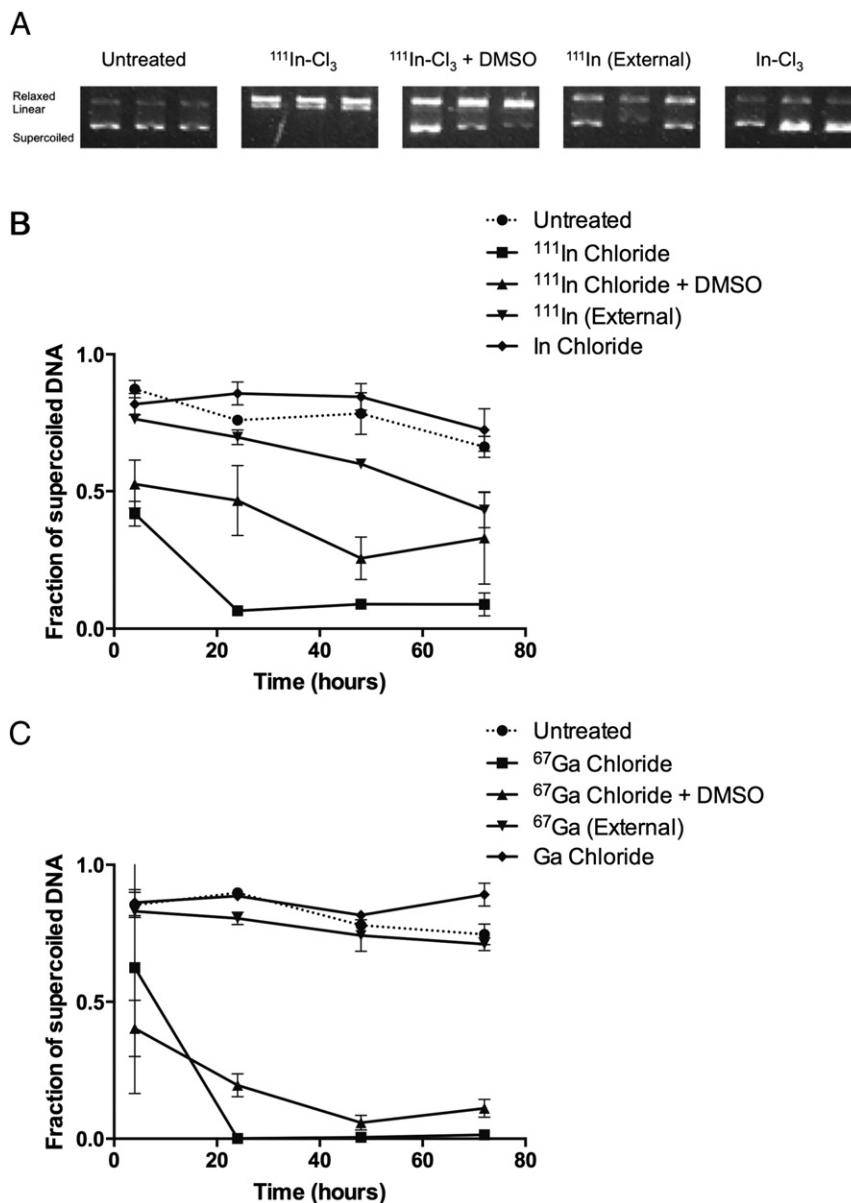 A
Untreated
¹¹¹In-Cl₃
¹¹¹In-Cl₃ + DMSO
¹¹¹In (External)
In-Cl₃
Relaxed
Linear
Supercoiled
B
Untreated
¹¹¹In Chloride
¹¹¹In Chloride + DMSO
¹¹¹In (External)
In Chloride
Fraction of supercoiled DNA
1.0
0.5
0.0
0 20 40 60 80
Time (hours)
C
Untreated
⁶⁷Ga Chloride
⁶⁷Ga Chloride + DMSO
⁶⁷Ga (External)
Ga Chloride
Fraction of supercoiled DNA
1.0
0.5
0.0
0 20 40 60 80
Time (hours)